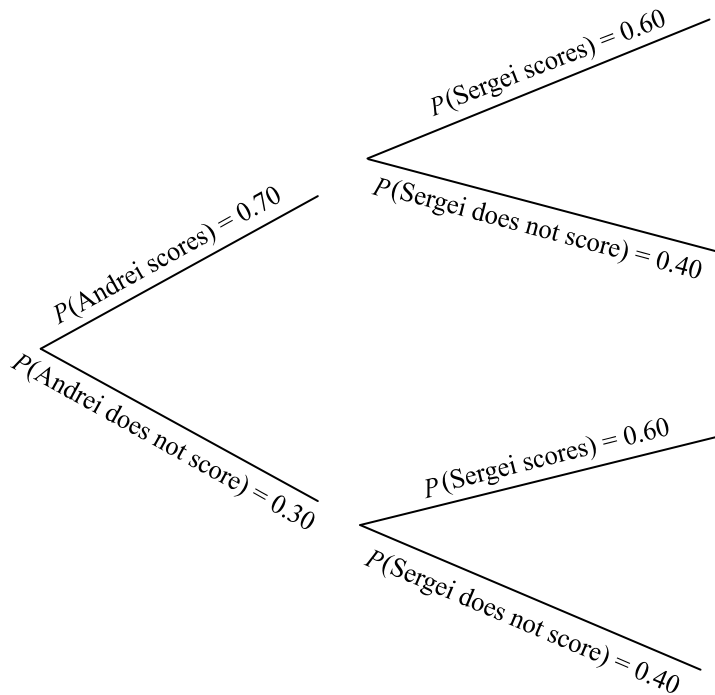 P(Sergei scores) = 0.60
P(Sergei does not score) = 0.40
P(Andrei scores) = 0.70
P(Andrei does not score) = 0.30
P(Sergei scores) = 0.60
P(Sergei does not score) = 0.40